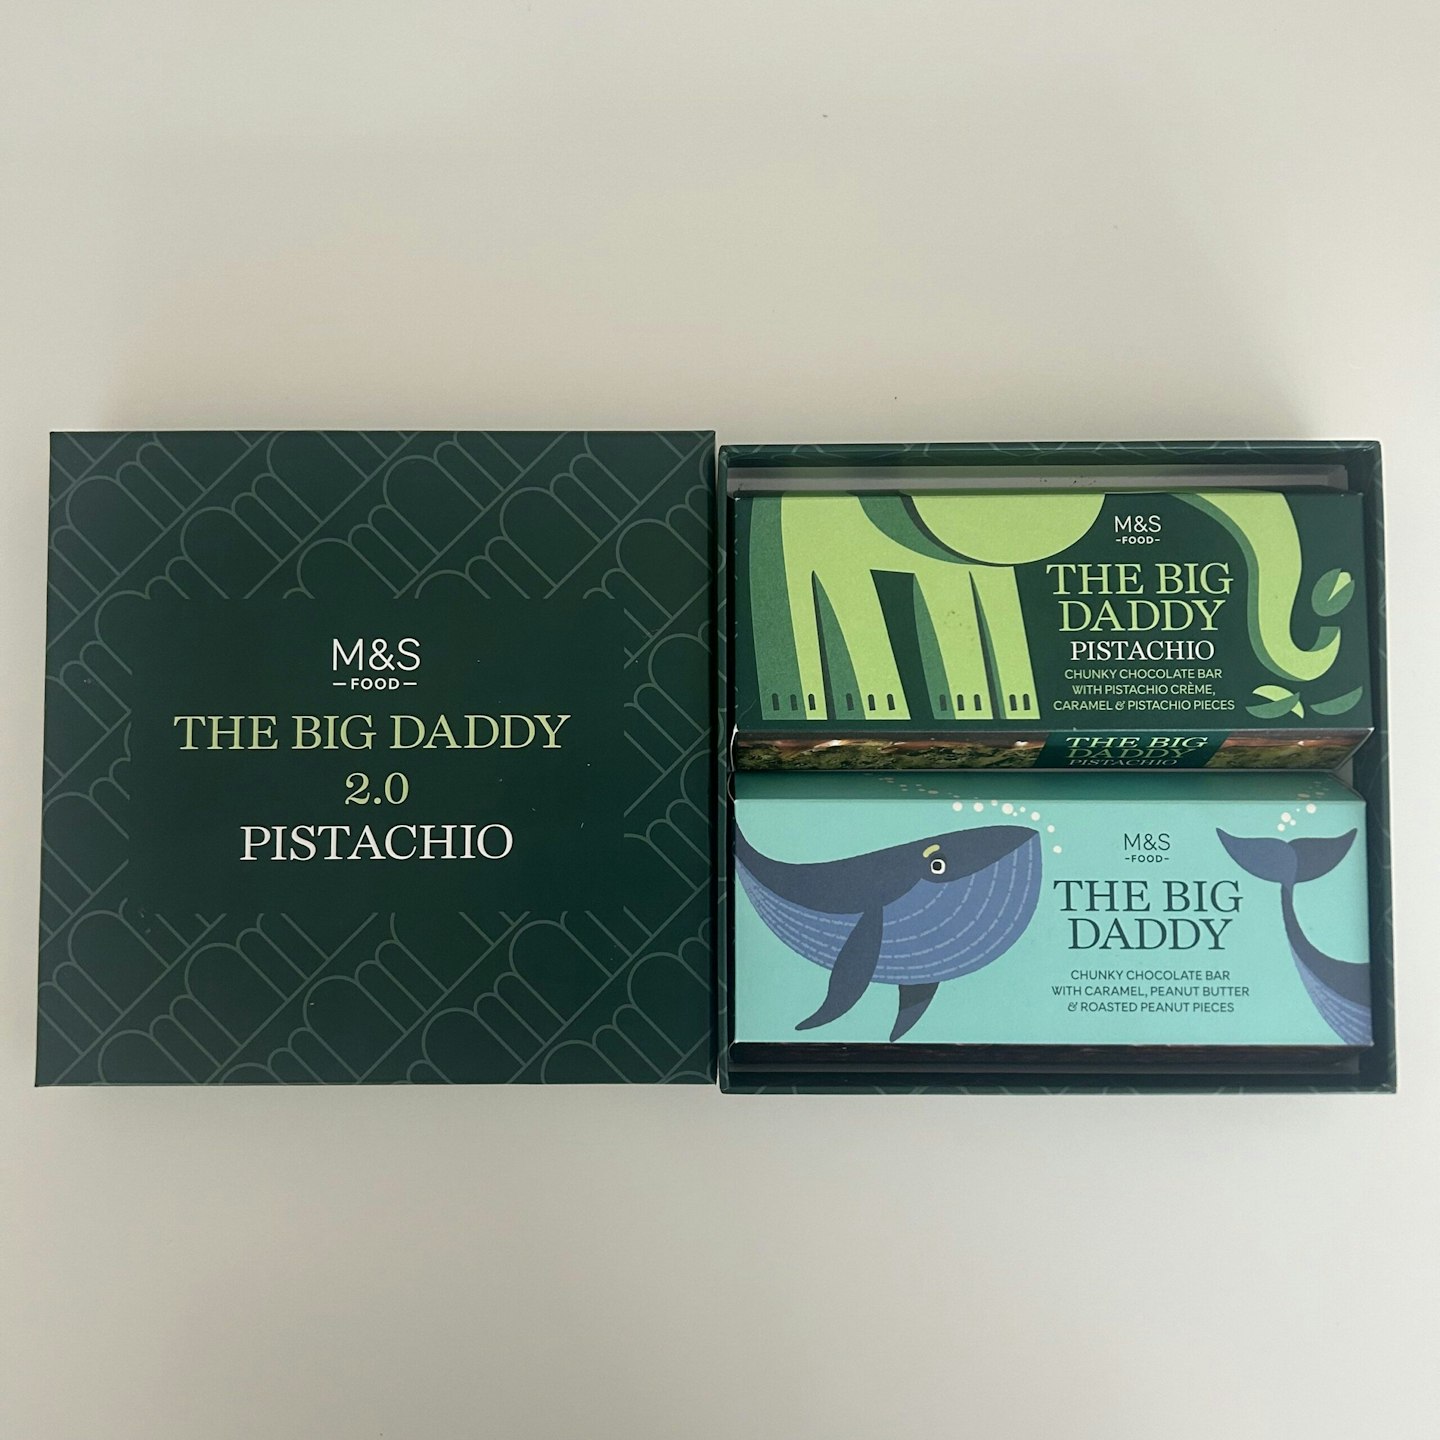 M&S
-FOOD-
THE BIG DADDY
2.0
PISTACHIO
M&S
-FOOD-
THE BIG
DADDY
PISTACHIO
CHUNKY CHOCOLATE BAR
WITH PISTACHIO CRÈME,
CARAMEL & PISTACHIO PIECES
THE BIG
DADDY
PISTACHIO
M&S
-FOOD-
THE BIG
DADDY
CHUNKY CHOCOLATE BAR
WITH CARAMEL, PEANUT BUTTER
& ROASTED PEANUT PIECES